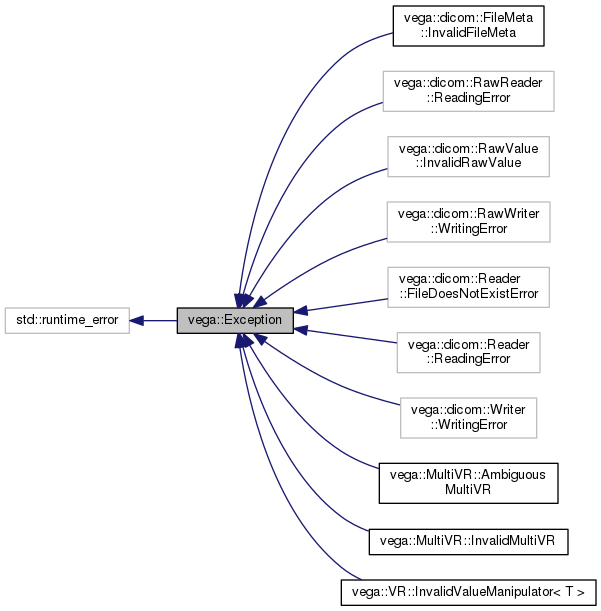 vega::dicom::FileMeta
::InvalidFileMeta
vega::dicom::RawReader
::ReadingError
vega::dicom::RawValue
::InvalidRawValue
vega::dicom::RawWriter
::WritingError
vega::dicom::Reader
::FileDoesNotExistError
std::runtime_error
vega::Exception
vega::dicom::Reader
::ReadingError
vega::dicom::Writer
::WritingError
vega::MultiVR::Ambiguous
MultiVR
vega::MultiVR::InvalidMultiVR
vega::VR::InvalidValueManipulator< T >